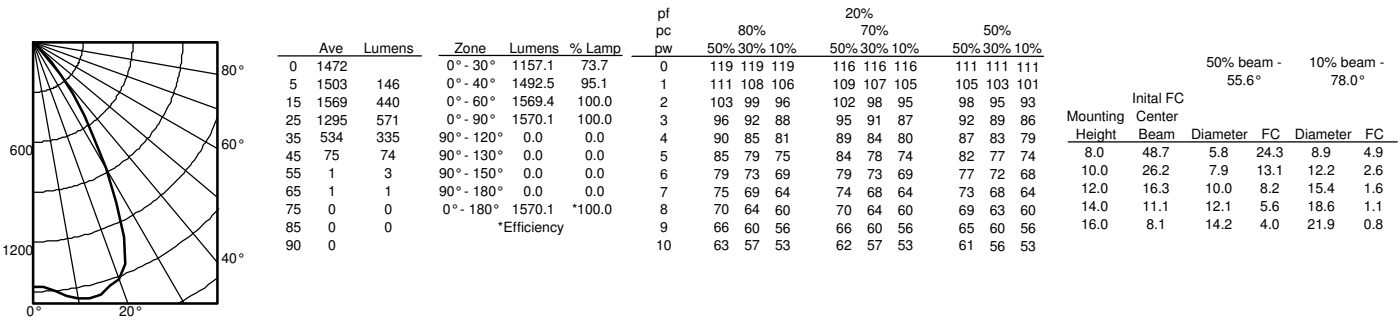 80°
60°
40°
600
1200
0° 20°
Ave Lumens
0 1472
5 1503 146
15 1569 440
25 1295 571
35 534 335
45 75 74
55 1 3
65 1 1
75 0 0
85 0 0
90 0
Zone Lumens % Lamp
0° - 30° 1157.1 73.7
0° - 40° 1492.5 95.1
0° - 60° 1569.4 100.0
0° - 90° 1570.1 100.0
90° - 120° 0.0 0.0
90° - 130° 0.0 0.0
90° - 150° 0.0 0.0
90° - 180° 0.0 0.0
0° - 180° 1570.1 *100.0
*Efficiency
pf 20%
pc 80% 70% 50%
pw 50% 30% 10% 50% 30% 10% 50% 30% 10%
0 119 119 119 116 116 116 111 111 111
1 111 108 106 109 107 105 105 103 101
2 103 99 96 102 98 95 98 95 93
3 96 92 88 95 91 87 92 89 86
4 90 85 81 89 84 80 87 83 79
5 85 79 75 84 78 74 82 77 74
6 79 73 69 79 73 69 77 72 68
7 75 69 64 74 68 64 73 68 64
8 70 64 60 70 64 60 69 63 60
9 66 60 56 66 60 56 65 60 56
10 63 57 53 62 57 53 61 56 53
50% beam - 10% beam -
55.6° 78.0°
Inital FC
Mounting Center
Height Beam Diameter FC Diameter FC
8.0 48.7 5.8 24.3 8.9 4.9
10.0 26.2 7.9 13.1 12.2 2.6
12.0 16.3 10.0 8.2 15.4 1.6
14.0 11.1 12.1 5.6 18.6 1.1
16.0 8.1 14.2 4.0 21.9 0.8